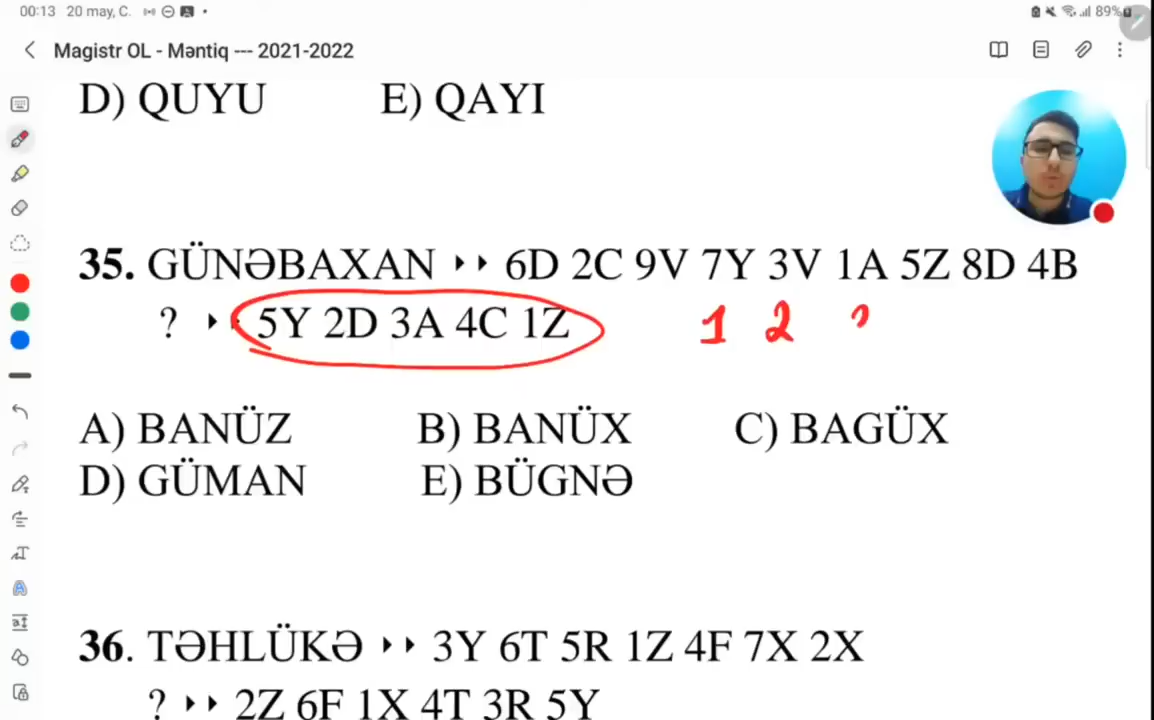 00:13 20 may, C. 89%
Magistr OL - Məntiq --- 2021-2022
D) QUYU E) QAYI
35. GÜNƏBAXAN 6D 2C 9V 7Y 3V 1A 5Z 8D 4B
? 5Y 2D 3A 4C 1Z 1 2
A) BANÜZ B) BANÜX C) BAGÜX
D) GÜMAN E) BÜGNƏ
36. TƏHLÜKƏ 3Y 6T 5R 1Z 4F 7X 2X
? 2Z 6F 1X 4T 3R 5Y